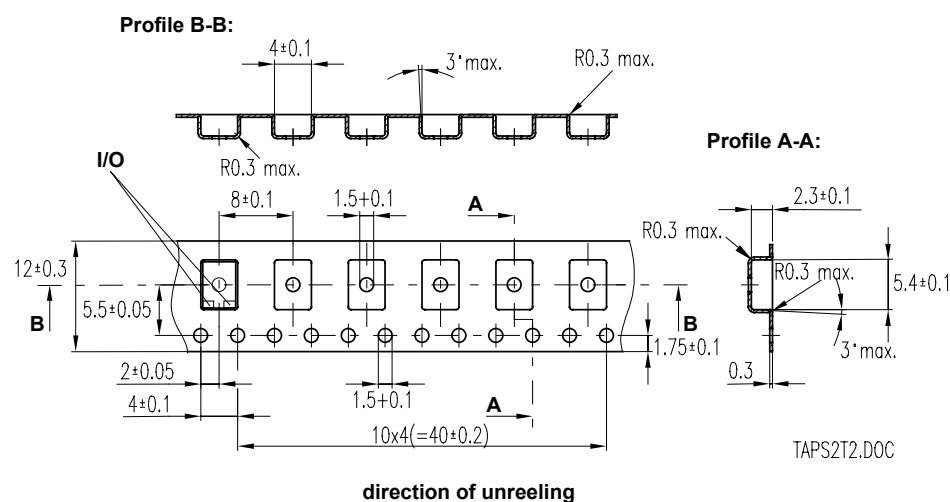 Profile B-B:
4±0.1
3°max.
R0.3 max.
R0.3 max.
I/O
Profile A-A:
8±0.1
1.5+0.1
A
2.3±0.1
R0.3 max.
12±0.3
5.5±0.05
B
B
R0.3 max.
5.4±0.1
1.75±0.1
3°max.
2±0.05
1.5+0.1
0.3
4±0.1
A
10x4(=40±0.2)
TAPS2T2.DOC
direction of unreeling